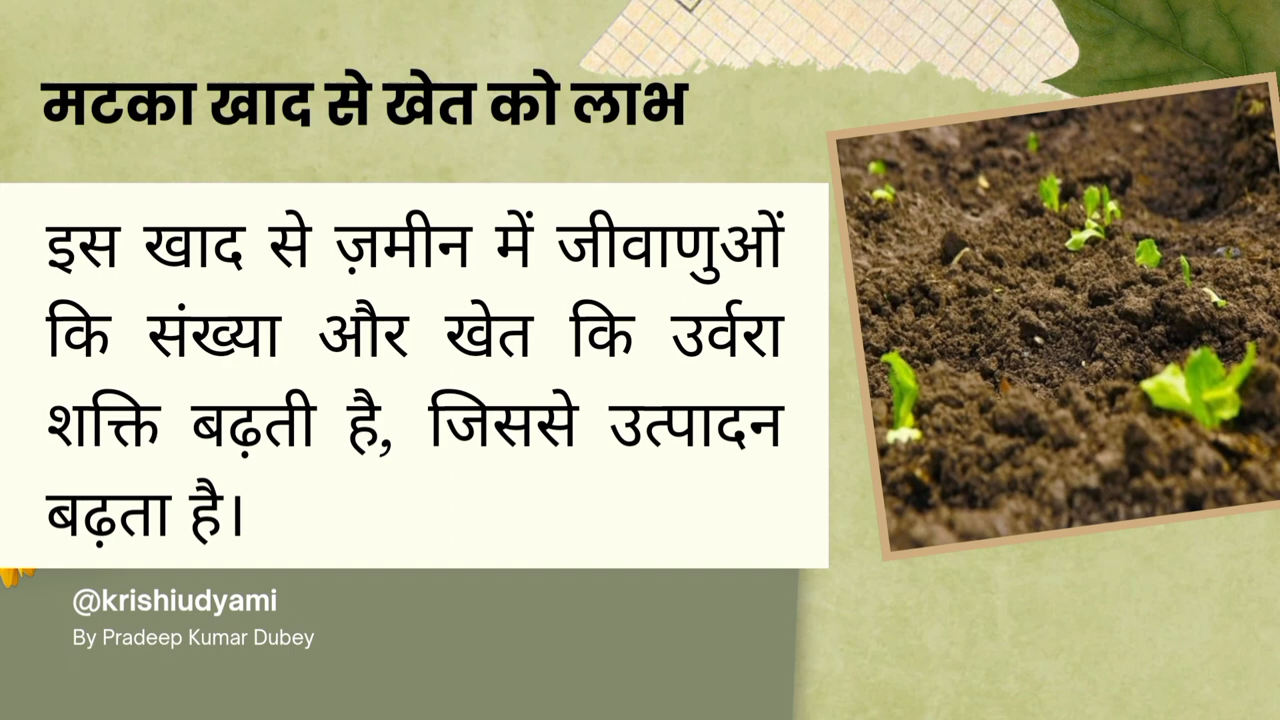 मटका खाद से खेत को लाभ
इस खाद से ज़मीन में जीवाणुओं
कि संख्या और खेत कि उर्वरा
शक्ति बढ़ती है, जिससे उत्पादन
बढ़ता है।
@krishiudyami
By Pradeep Kumar Dubey